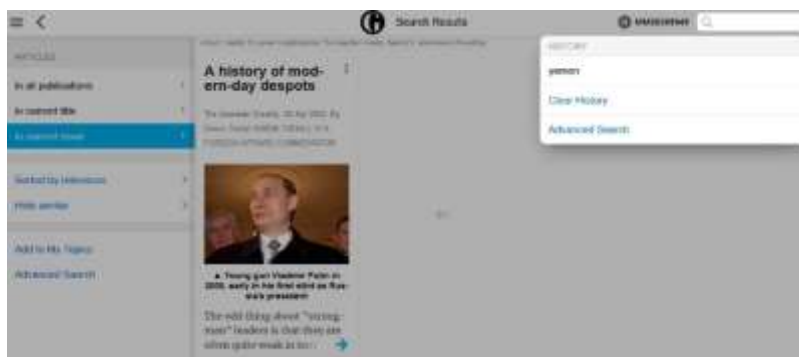 Search Results
ARTICLES
In all publications
In current title
In current issue
Sorted by relevance
Hide similar
Add to My Topics
Advanced Search
A history of mod-
ern-day despots
▲ Young gun Vladimir Putin in
2000, early in his first stint as Rus-
sia's president
The odd thing about "strong-
man" leaders is that they are
often quite weak in
HISTORY
yemen
Clear History
Advanced Search